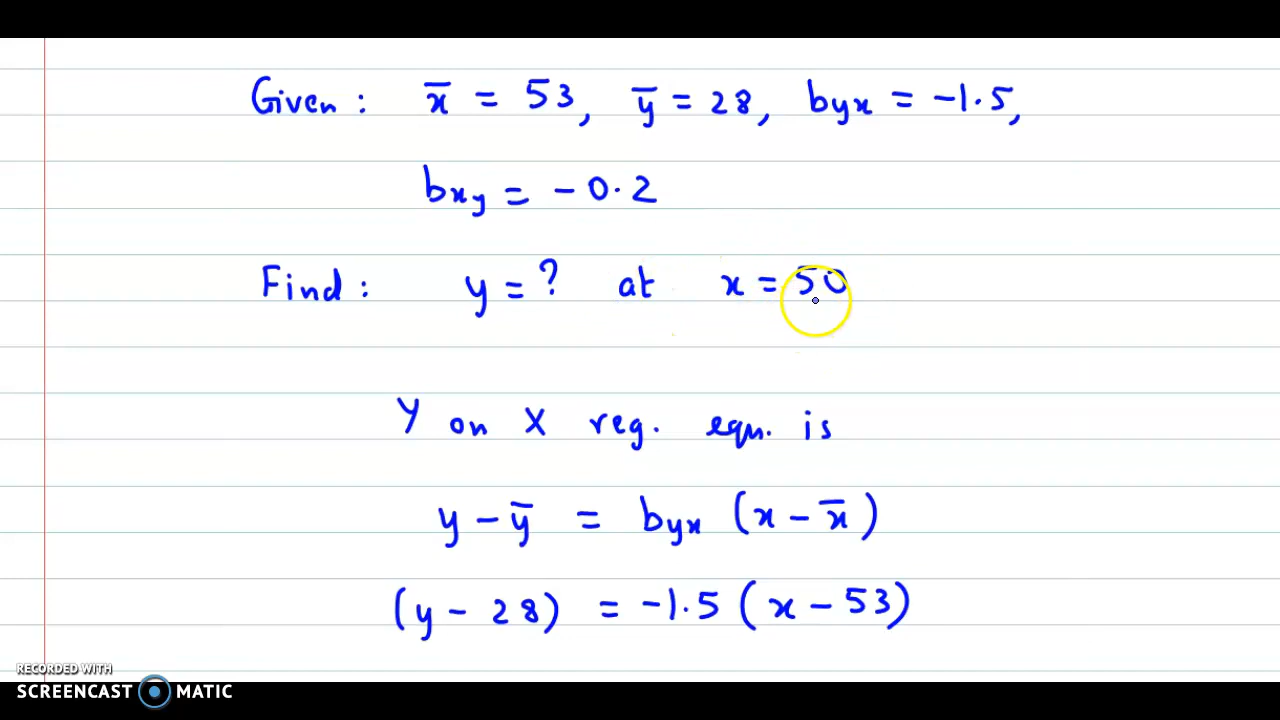 Given : x̅ = 53, y̅ = 28, byx = -1.5,
bxy = -0.2
Find : y = ? at x = 50
Y on X reg. eqn. is
y - y̅ = byx (x - x̅)
(y - 28) = -1.5 (x - 53)
RECORDED WITH
SCREENCAST MATIC